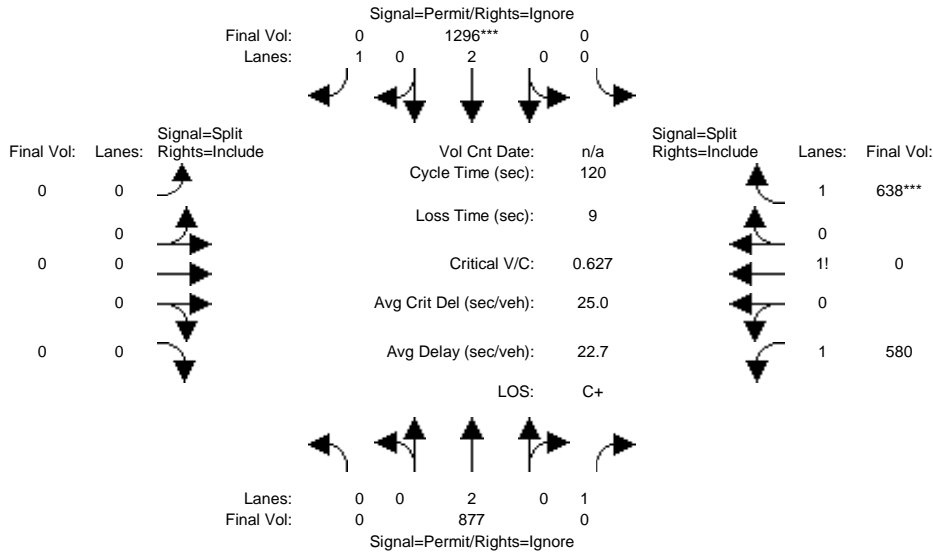 Signal=Permit/Rights=Ignore
Final Vol: 0 1296*** 0
Lanes: 1 0 2 0 0
Signal=Split Signal=Split
Final Vol: Lanes: Rights=Include Vol Cnt Date: n/a Rights=Include Lanes: Final Vol:
Cycle Time (sec): 120
0 0 1 638***
Loss Time (sec): 9
0 0
0 0 Critical V/C: 0.627 1! 0
0 Avg Crit Del (sec/veh): 25.0 0
0 0 Avg Delay (sec/veh): 22.7 1 580
LOS: C+
Lanes: 0 0 2 0 1
Final Vol: 0 877 0
Signal=Permit/Rights=Ignore